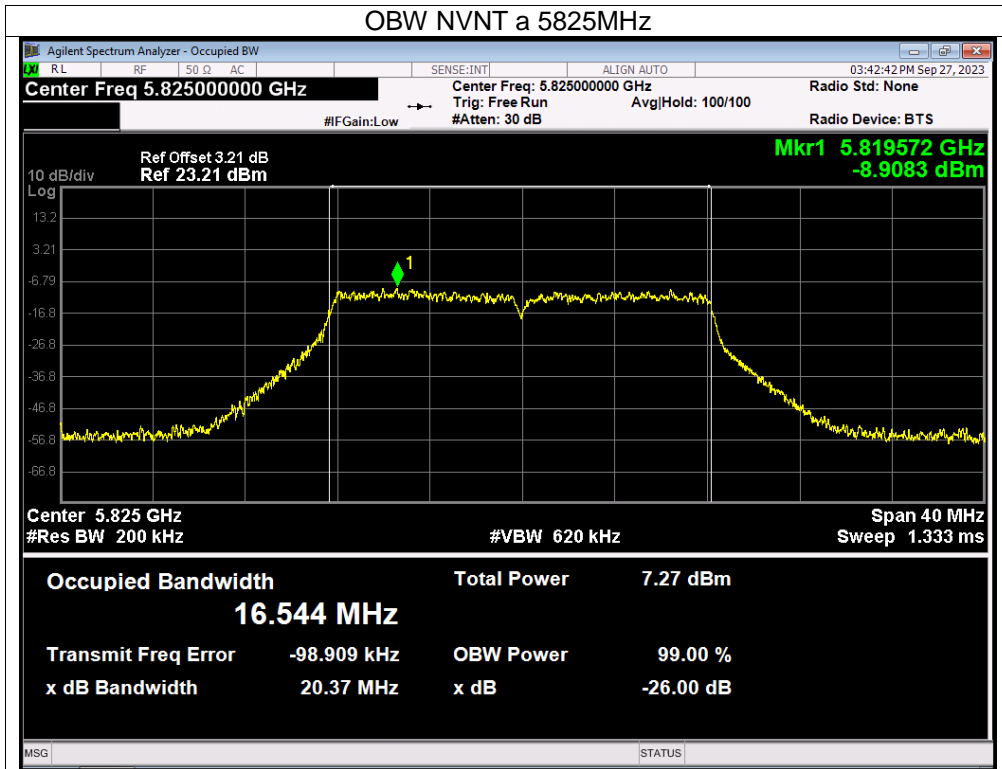 OBW NVNT a 5825MHz
Agilent Spectrum Analyzer - Occupied BW
LXI RL RF 50 Ω AC SENSE:INT ALIGN AUTO 03:42:42 PM Sep 27, 2023
Center Freq 5.825000000 GHz
Center Freq: 5.825000000 GHz
Radio Std: None
Trig: Free Run Avg|Hold: 100/100
#IFGain:Low #Atten: 30 dB Radio Device: BTS
Ref Offset 3.21 dB
Mkr1 5.819572 GHz
10 dB/div Ref 23.21 dBm
-8.9083 dBm
Log
13.2
3.21
1
-6.79
-16.8
-26.8
-36.8
-46.8
-56.8
-66.8
Center 5.825 GHz Span 40 MHz
#Res BW 200 kHz #VBW 620 kHz Sweep 1.333 ms
Occupied Bandwidth Total Power 7.27 dBm
16.544 MHz
Transmit Freq Error -98.909 kHz OBW Power 99.00 %
x dB Bandwidth 20.37 MHz x dB -26.00 dB
MSG STATUS